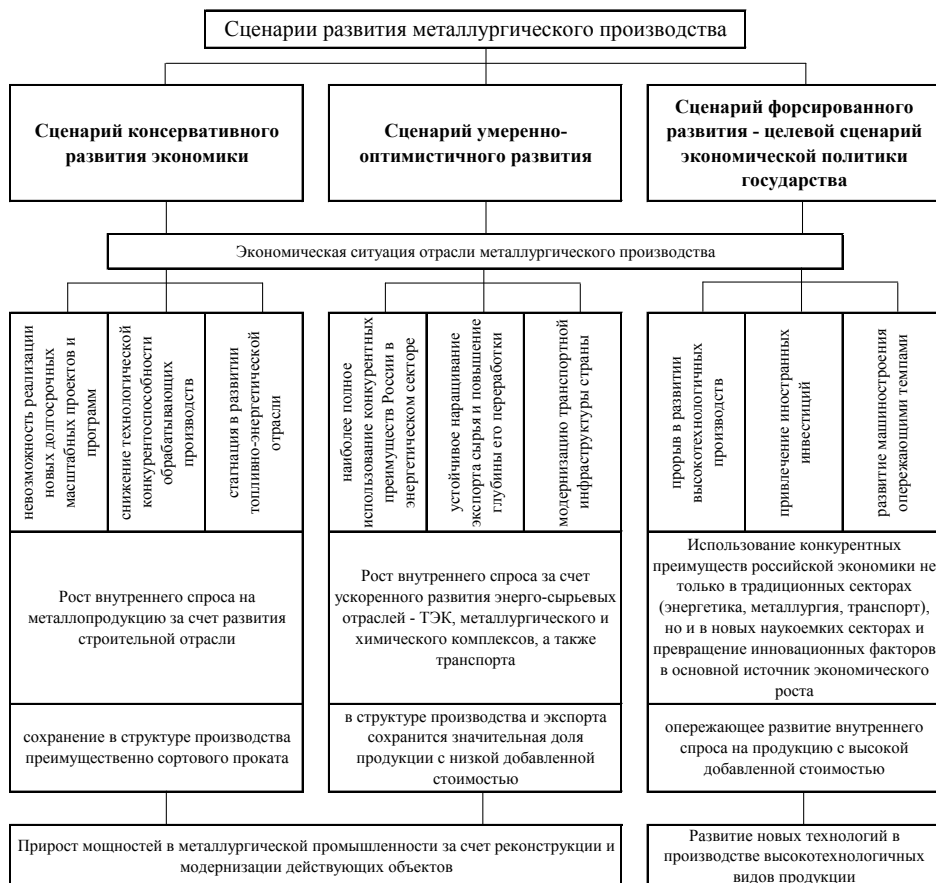 Сценарии развития металлургического производства
Сценарий консервативного
развития экономики
Сценарий умеренно-
оптимистичного развития
Сценарий форсированного
развития - целевой сценарий
экономической политики
государства
Экономическая ситуация отрасли металлургического производства
невозможность реализации
новых долгосрочных
масштабных проектов и
программ
снижение технологической
конкурентоспособности
обрабатывающих
производств
стагнация в развитии
топливно-энергетической
отрасли
наиболее полное
использование конкурентных
преимуществ России в
энергетическом секторе
устойчивое наращивание
экспорта сырья и повышение
глубины его переработки
модернизацию транспортной
инфраструктуры страны
прорыв в развитии
высокотехнологичных
производств
привлечение иностранных
инвестиций
развитие машиностроения
опережающими темпами
Рост внутреннего спроса на
металлопродукцию за счет развития
строительной отрасли
Рост внутреннего спроса за счет
ускоренного развития энерго-сырьевых
отраслей - ТЭК, металлургического и
химического комплексов, а также
транспорта
Использование конкурентных
преимуществ российской экономики не
только в традиционных секторах
(энергетика, металлургия, транспорт),
но и в новых наукоемких секторах и
превращение инновационных факторов
в основной источник экономического
роста
сохранение в структуре производства
преимущественно сортового проката
в структуре производства и экспорта
сохранится значительная доля
продукции с низкой добавленной
стоимостью
опережающее развитие внутреннего
спроса на продукцию с высокой
добавленной стоимостью
Прирост мощностей в металлургической промышленности за счет реконструкции и
модернизации действующих объектов
Развитие новых технологий в
производстве высокотехнологичных
видов продукции